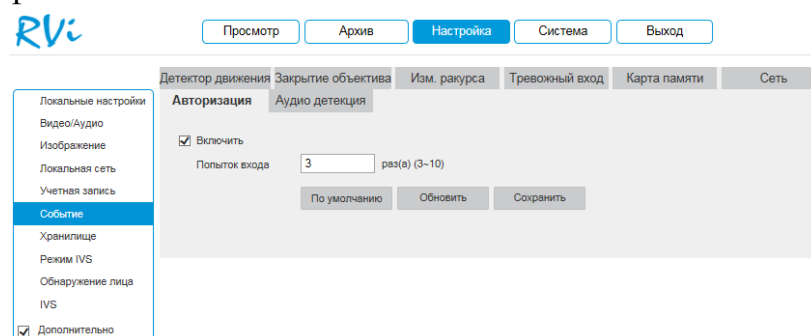 RVi
Просмотр Архив Настройка Система Выход
Детектор движения Закрытие объектива Изм. ракурса Тревожный вход Карта памяти Сеть
Авторизация Аудио детекция
Локальные настройки
Видео/Аудио
Изображение
Локальная сеть
Учетная запись
Событие
Хранилище
Режим IVS
Обнаружение лица
IVS
Дополнительно
Включить
Попыток входа 3 раз(а) (3~10)
По умолчанию Обновить Сохранить